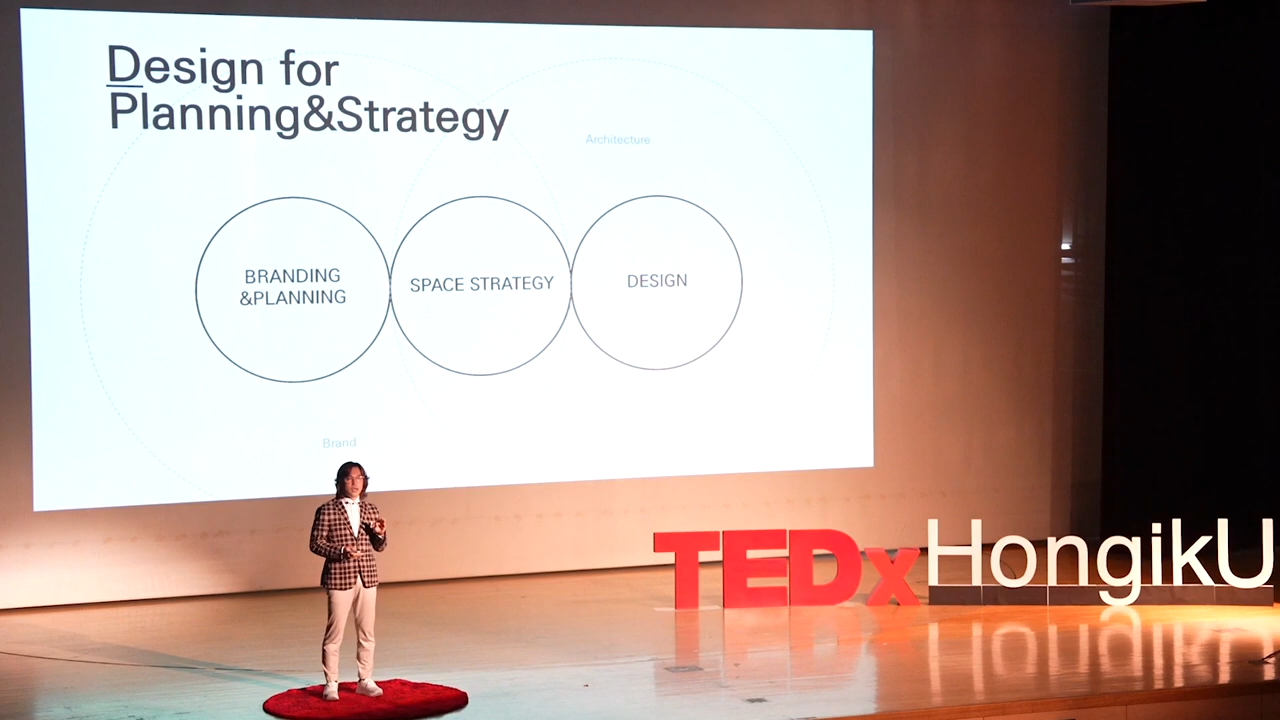 Design for
Planning&Strategy
Architecture
BRANDING
&PLANNING
SPACE STRATEGY
DESIGN
Brand
TEDxHongikU